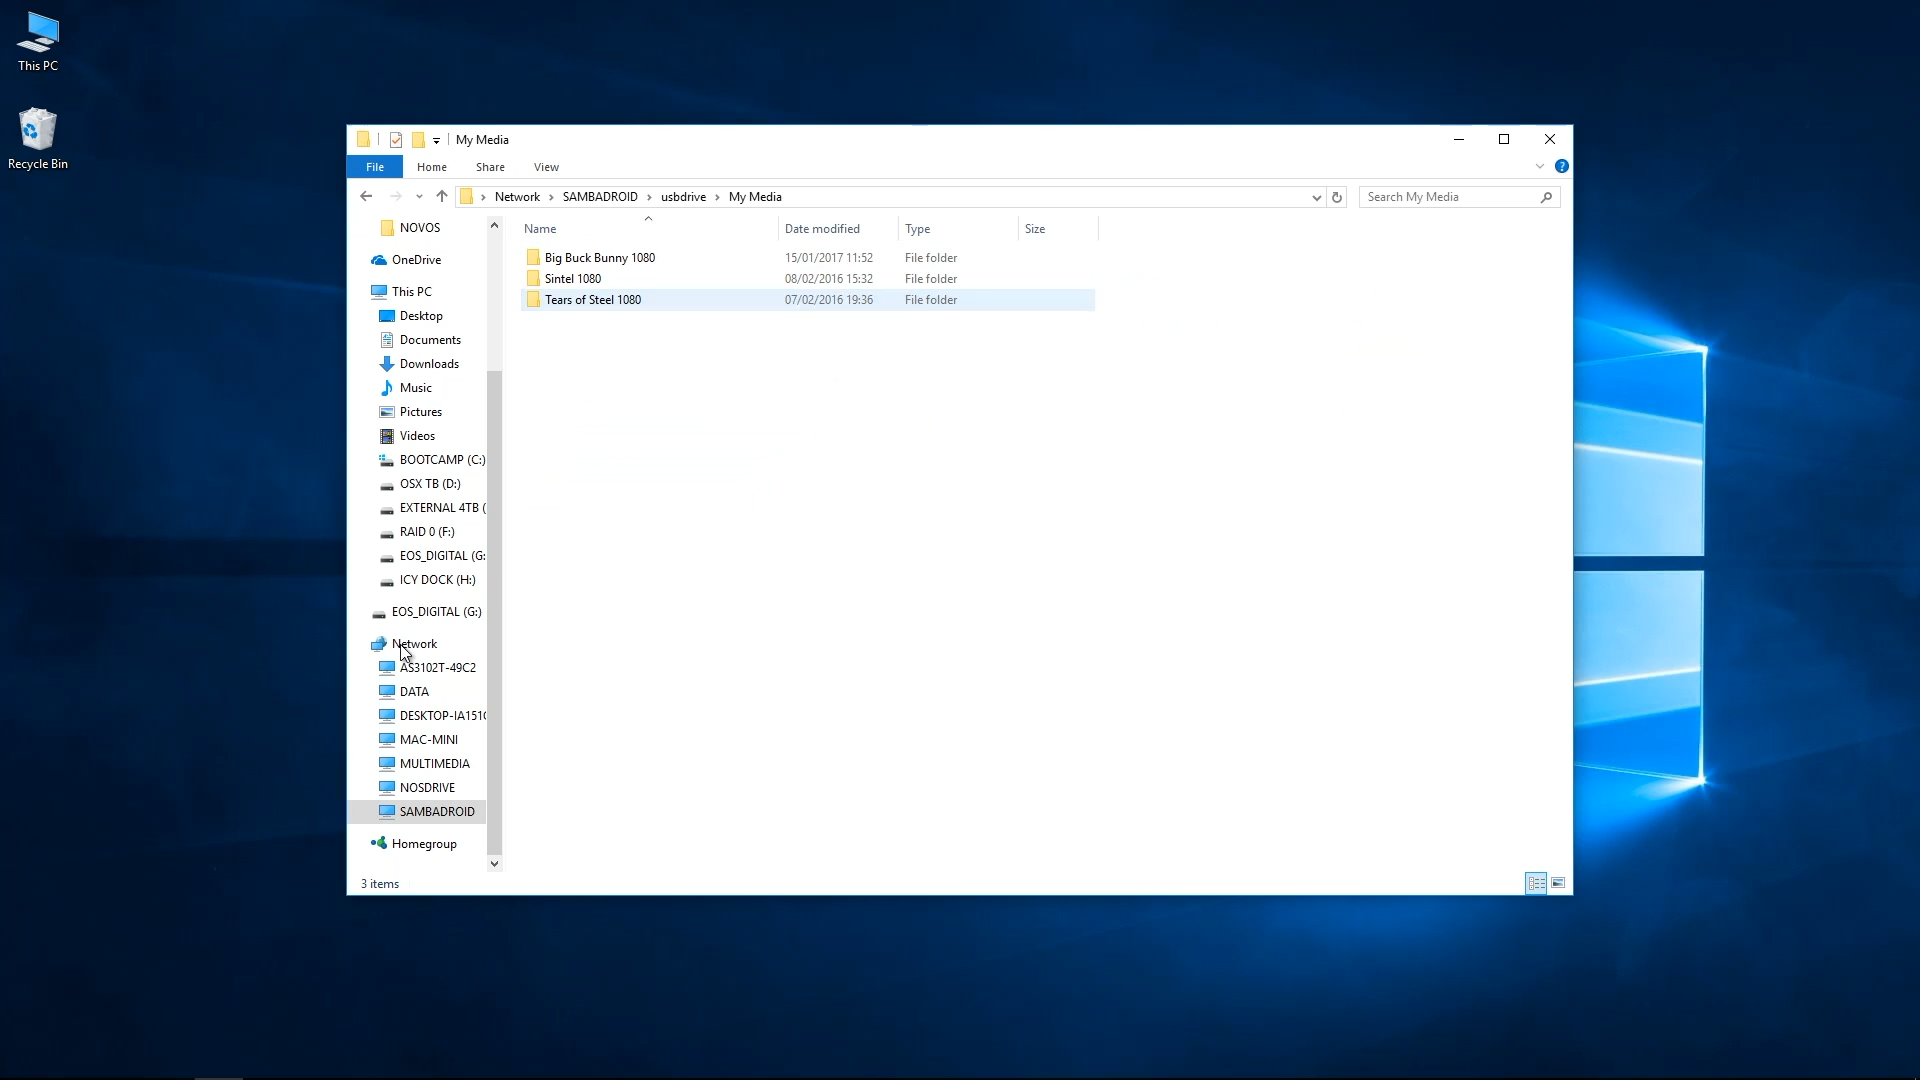 This PC
Recycle Bin
My Media
File Home Share View
Network SAMBADROID usbdrive My Media
Search My Media
Name Date modified Type Size
Big Buck Bunny 1080 15/01/2017 11:52 File folder
Sintel 1080 08/02/2016 15:32 File folder
Tears of Steel 1080 07/02/2016 19:36 File folder
NOVOS
OneDrive
This PC
Desktop
Documents
Downloads
Music
Pictures
Videos
BOOTCAMP (C:)
OSX TB (D:)
EXTERNAL 4TB (
RAID 0 (F:)
EOS_DIGITAL (G:
ICY DOCK (H:)
EOS_DIGITAL (G:)
Network
AS3102T-49C2
DATA
DESKTOP-IA151
MAC-MINI
MULTIMEDIA
NOSDRIVE
SAMBADROID
Homegroup
3 items